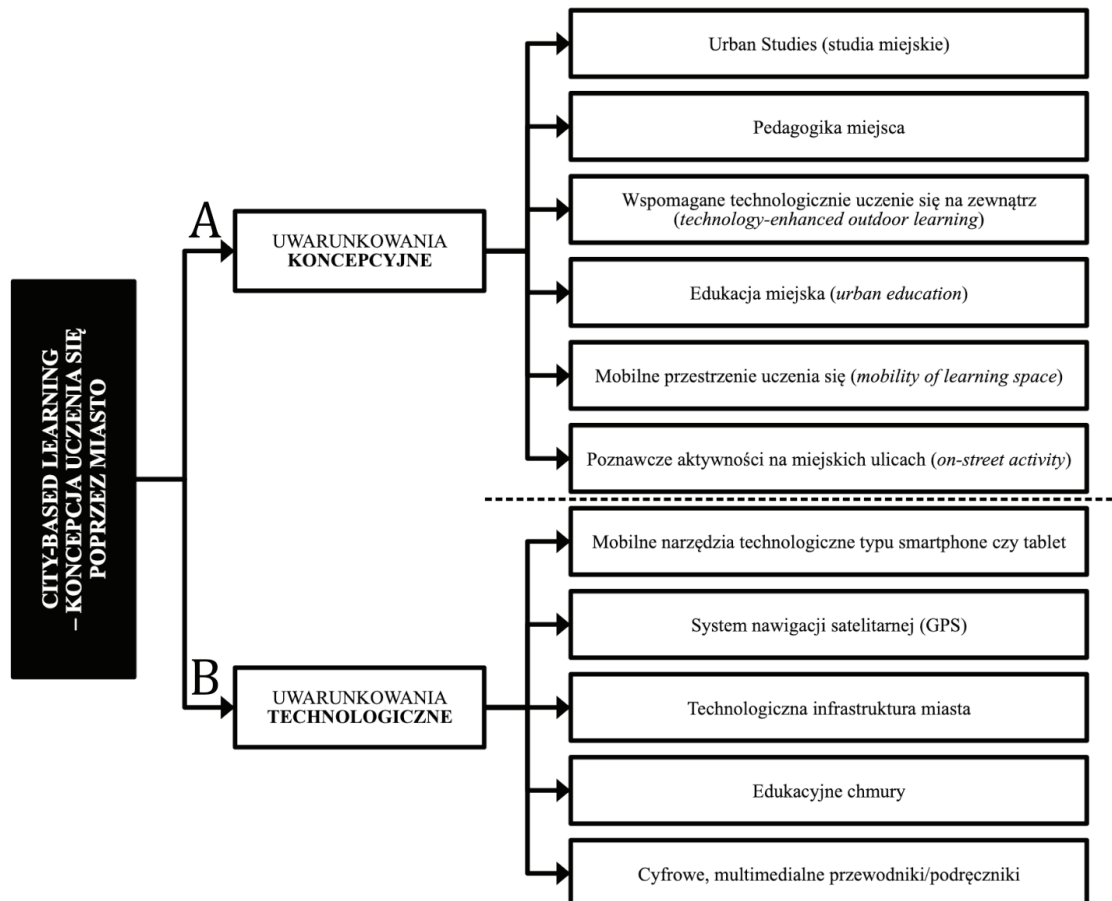 CITY-BASED LEARNING
– KONCEPCJA UCZENIA SIĘ
POPRZEZ MIASTO
A
UWARUNKOWANIA
KONCEPCYJNE
Urban Studies (studia miejskie)
Pedagogika miejsca
Wspomagane technologicznie uczenie się na zewnątrz
(technology-enhanced outdoor learning)
Edukacja miejska (urban education)
Mobilne przestrzenie uczenia się (mobility of learning space)
Poznawcze aktywności na miejskich ulicach (on-street activity)
B
UWARUNKOWANIA
TECHNOLOGICZNE
Mobilne narzędzia technologiczne typu smartphone czy tablet
System nawigacji satelitarnej (GPS)
Technologiczna infrastruktura miasta
Edukacyjne chmury
Cyfrowe, multimedialne przewodniki/podręczniki